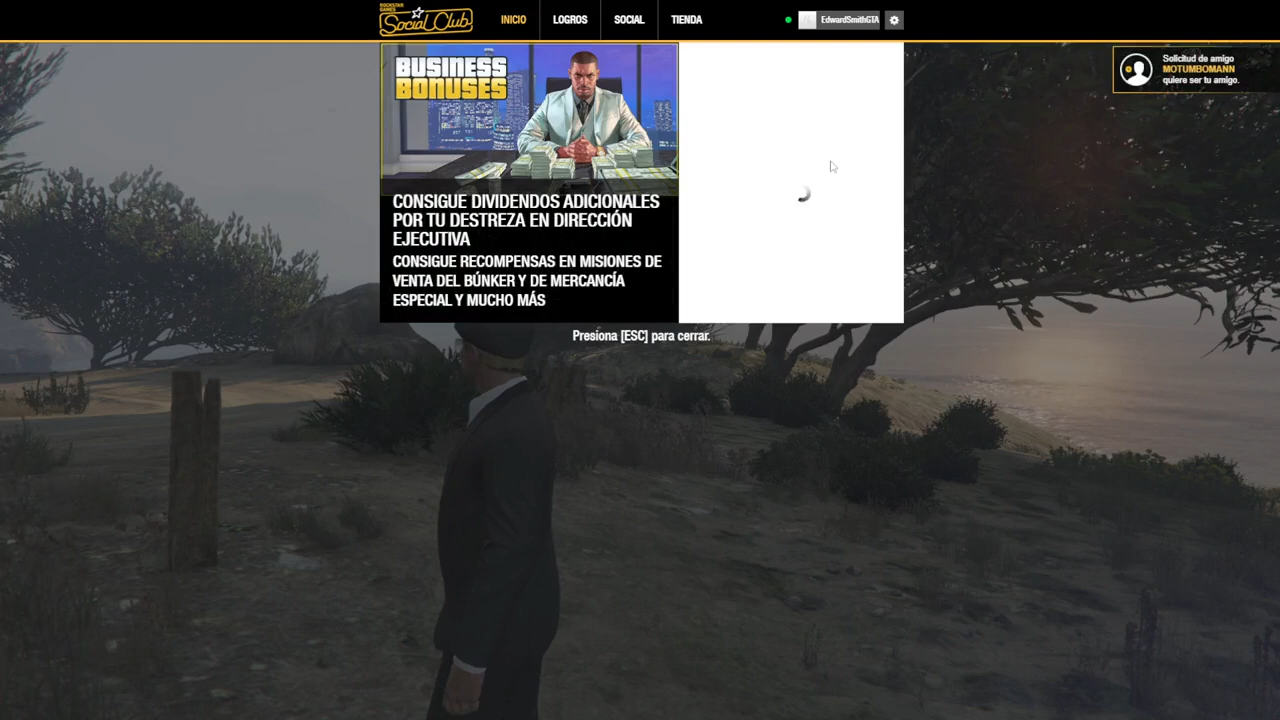 ROCKSTAR
GAMES
Social Club
INICIO
LOGROS
SOCIAL
TIENDA
EdwardSmithGTA
Solicitud de amigo
MOTUMBOMANN
quiere ser tu amigo.
BUSINESS
BONUSES
CONSIGUE DIVIDENDOS ADICIONALES
POR TU DESTREZA EN DIRECCIÓN
EJECUTIVA
CONSIGUE RECOMPENSAS EN MISIONES DE
VENTA DEL BÚNKER Y DE MERCANCÍA
ESPECIAL Y MUCHO MÁS
Presiona [ESC] para cerrar.